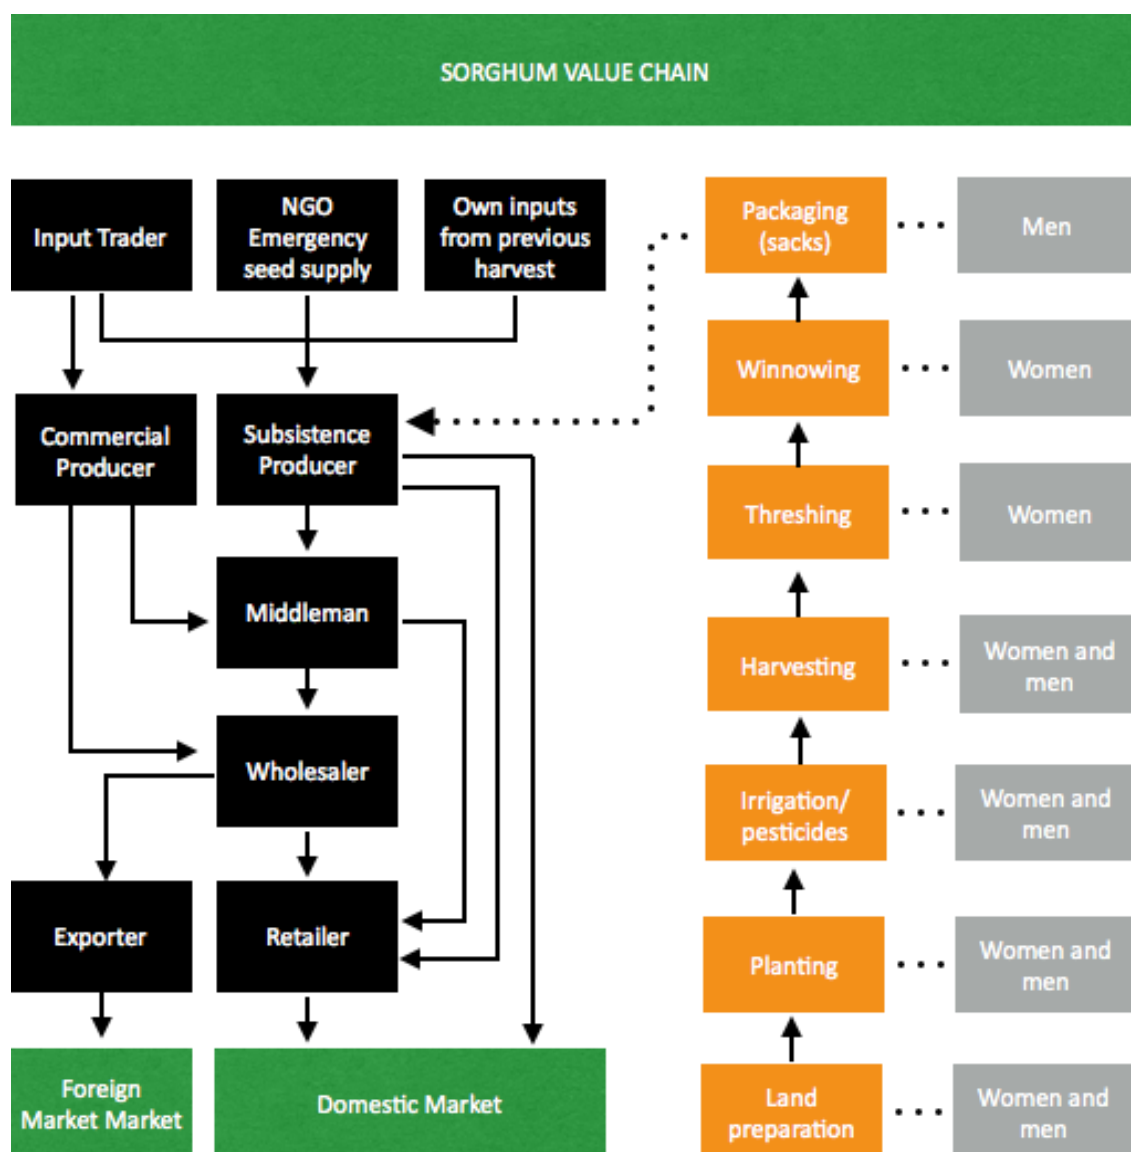 SORGHUM VALUE CHAIN
Input Trader
NGO
Emergency
seed supply
Own inputs
from previous
harvest
Commercial
Producer
Subsistence
Producer
Middleman
Wholesaler
Exporter
Retailer
Foreign
Market Market
Domestic Market
Packaging
(sacks)
Men
Winnowing
Women
Threshing
Women
Harvesting
Women and
men
Irrigation/
pesticides
Women and
men
Planting
Women and
men
Land
preparation
Women and
men